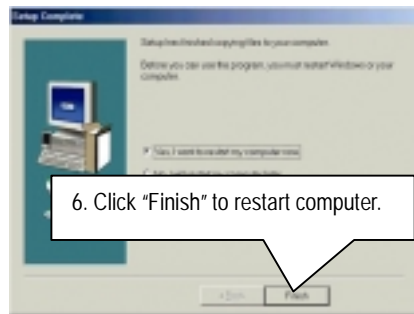 Setup Complete
Setup has finished copying files to your computer.
Before you can use the program, you must restart Windows or your
computer.
Yes, I want to restart my computer now.
6. Click "Finish" to restart computer.
< Back
Finish